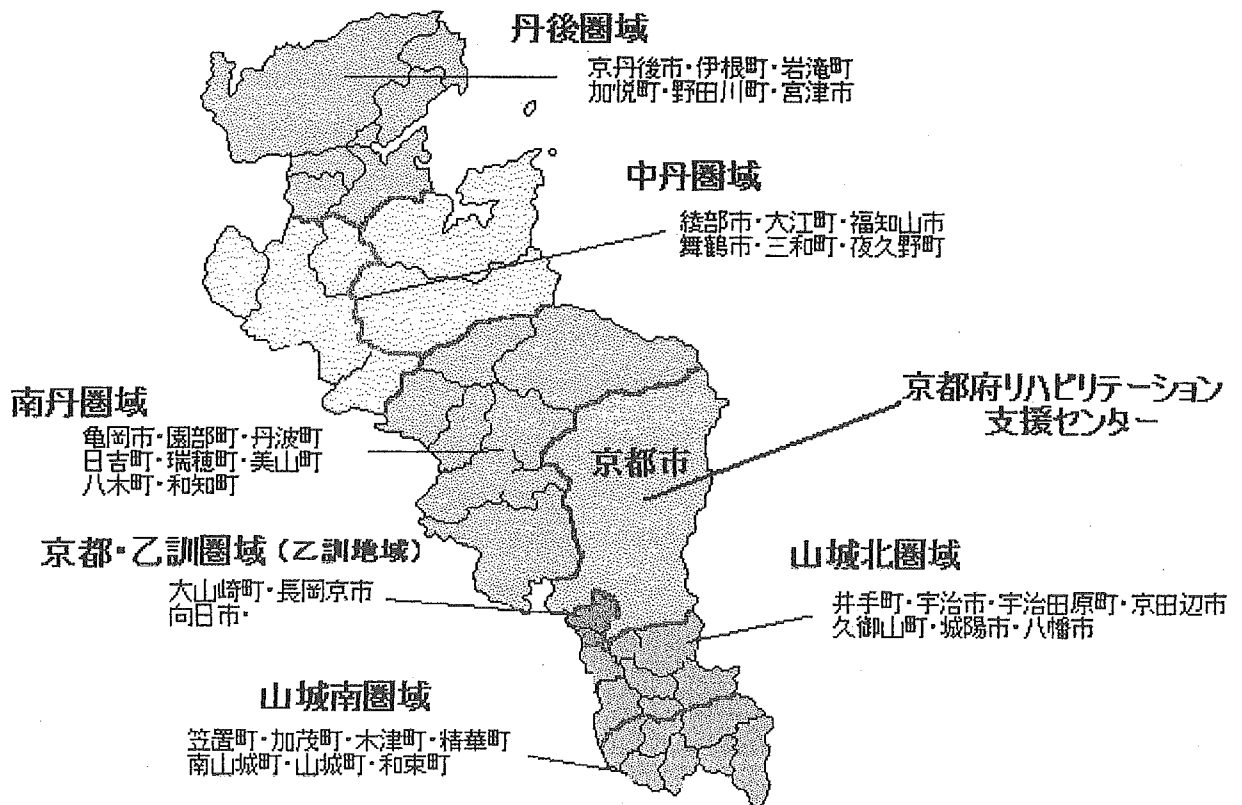 丹後圏域
京丹後市・伊根町・岩滝町
加悦町・野田川町・宮津市
中丹圏域
綾部市・大江町・福知山市
舞鶴市・三和町・夜久野町
南丹圏域
亀岡市・園部町・丹波町
日吉町・瑞穂町・美山町
八木町・和知町
京都府リハビリテーション
支援センター
京都市
京都・乙訓圏域（乙訓地域）
大山崎町・長岡京市
向日市・
山城北圏域
井手町・宇治市・宇治田原町・京田辺市
久御山町・城陽市・八幡市
山城南圏域
笠置町・加茂町・木津町・精華町
南山城町・山城町・和束町